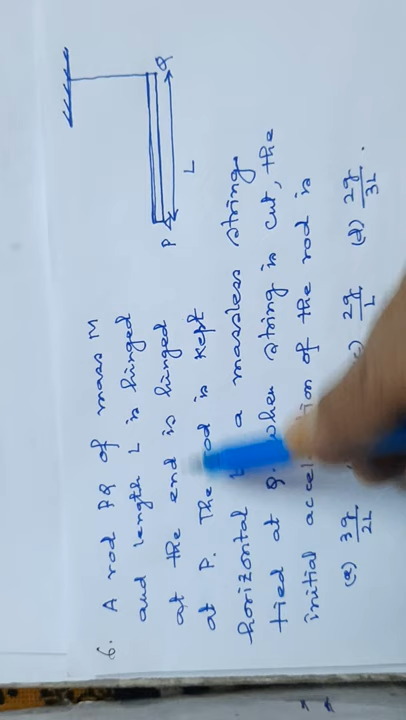 6. A rod PQ of mass M
and length L is hinged
at the end is hinged
at P. The rod is kept
horizontal a massless string
tied at Q. when string is cut, the
initial of the rod is
(a) 3g/2L c) 2g/L (d) 2g/3L.
P L Q